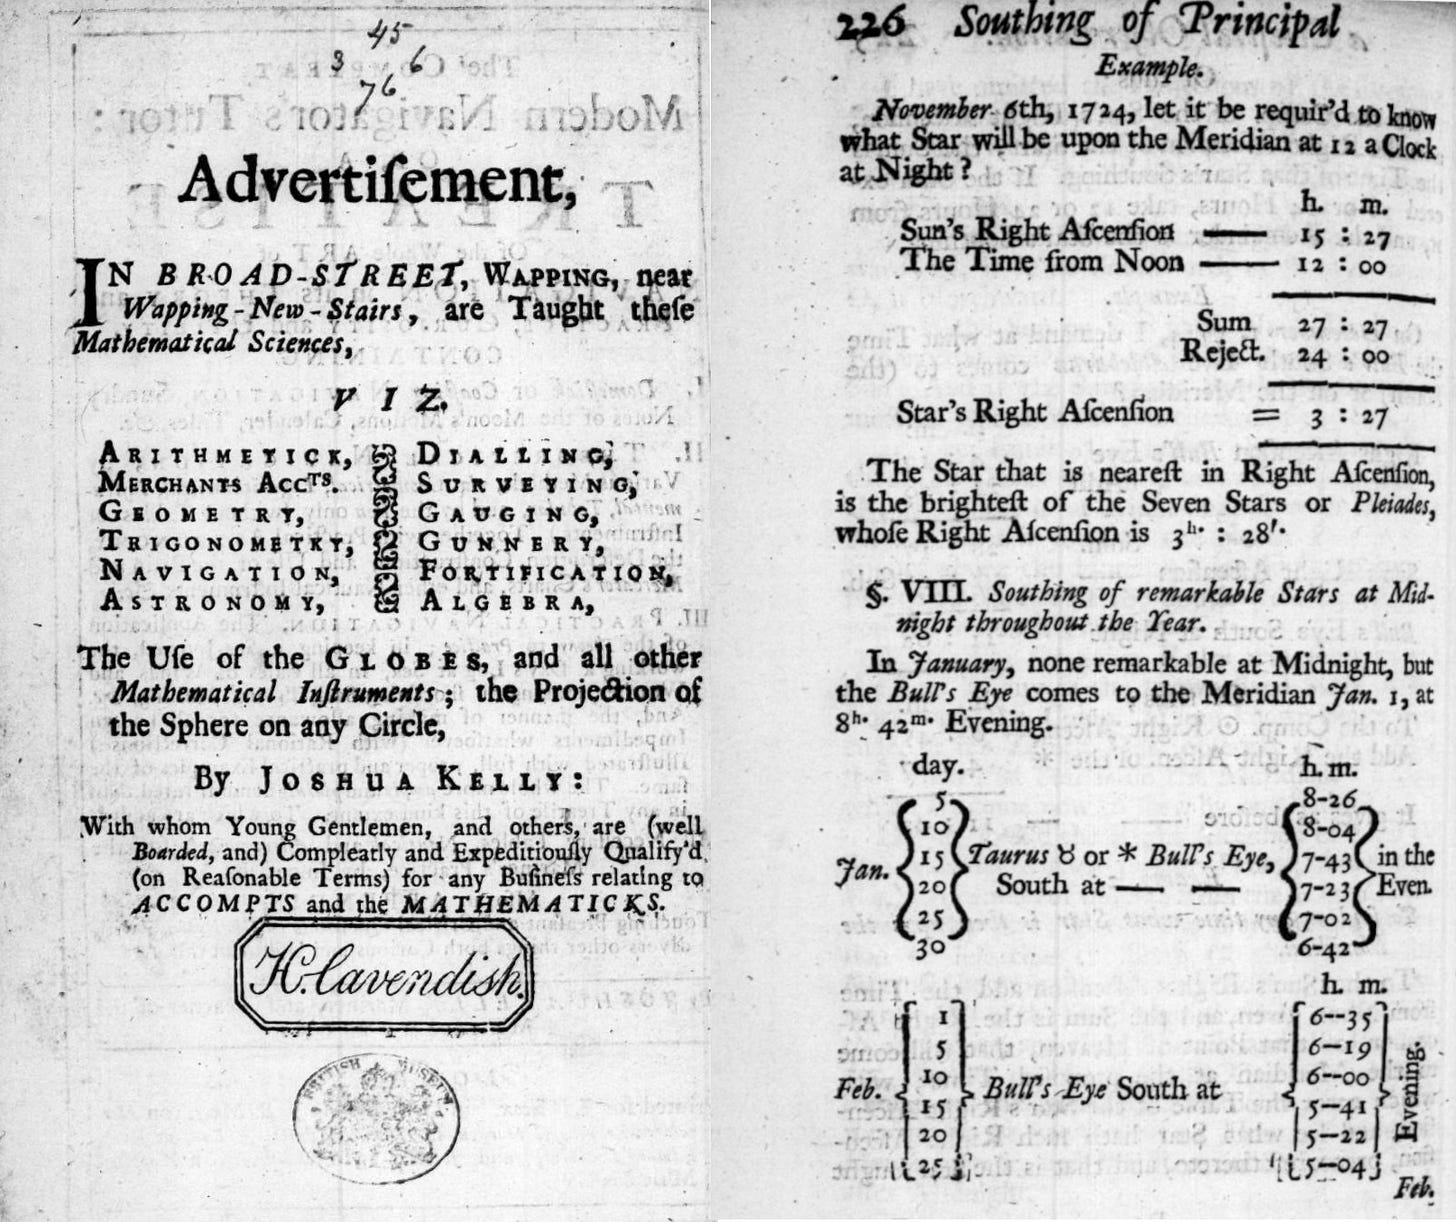 45
3 6
76
Advertiſement,
IN BROAD-STREET, WAPPING, near
Wapping-New-Stairs, are Taught theſe
Mathematical Sciences,
VIZ.
ARITHMETICK, DIALLING,
MERCHANTS ACCTS. SURVEYING,
GEOMETRY, GAUGING,
TRIGONOMETRY, GUNNERY,
NAVIGATION, FORTIFICATION,
ASTRONOMY, ALGEBRA,
The Uſe of the GLOBES, and all other
Mathematical Inſtruments; the Projection of
the Sphere on any Circle,
By JOSHUA KELLY:
With whom Young Gentlemen, and others, are (well
Boarded, and) Compleatly and Expeditiouſly Qualify'd
(on Reaſonable Terms) for any Buſineſs relating to
ACCOMPTS and the MATHEMATICKS.
H. Cavendish.
BRITISH MUSEUM
226 Southing of Principal
Example.
November 6th, 1724, let it be requir'd to know
what Star will be upon the Meridian at 12 a Clock
at Night?
h. m.
Sun's Right Aſcenſion —— 15 : 27
The Time from Noon —— 12 : 00
Sum 27 : 27
Reject. 24 : 00
Star's Right Aſcenſion = 3 : 27
The Star that is neareſt in Right Aſcenſion,
is the brighteſt of the Seven Stars or Pleiades,
whoſe Right Aſcenſion is 3h. : 28'.
§. VIII. Southing of remarkable Stars at Mid-
night throughout the Year.
In January, none remarkable at Midnight, but
the Bull's Eye comes to the Meridian Jan. 1, at
8h. 42m. Evening.
day. h. m.
5 8-26
10 8-04
Jan. 15 Taurus ♉ or * Bull's Eye, 7-43 in the
20 South at —— —— 7-23 Even.
25 7-02
30 6-42
h. m.
1 6--35
5 6--19
10 6--00
Feb. Bull's Eye South at Evening.
15 5--41
20 5--22
25 5--04
Feb.